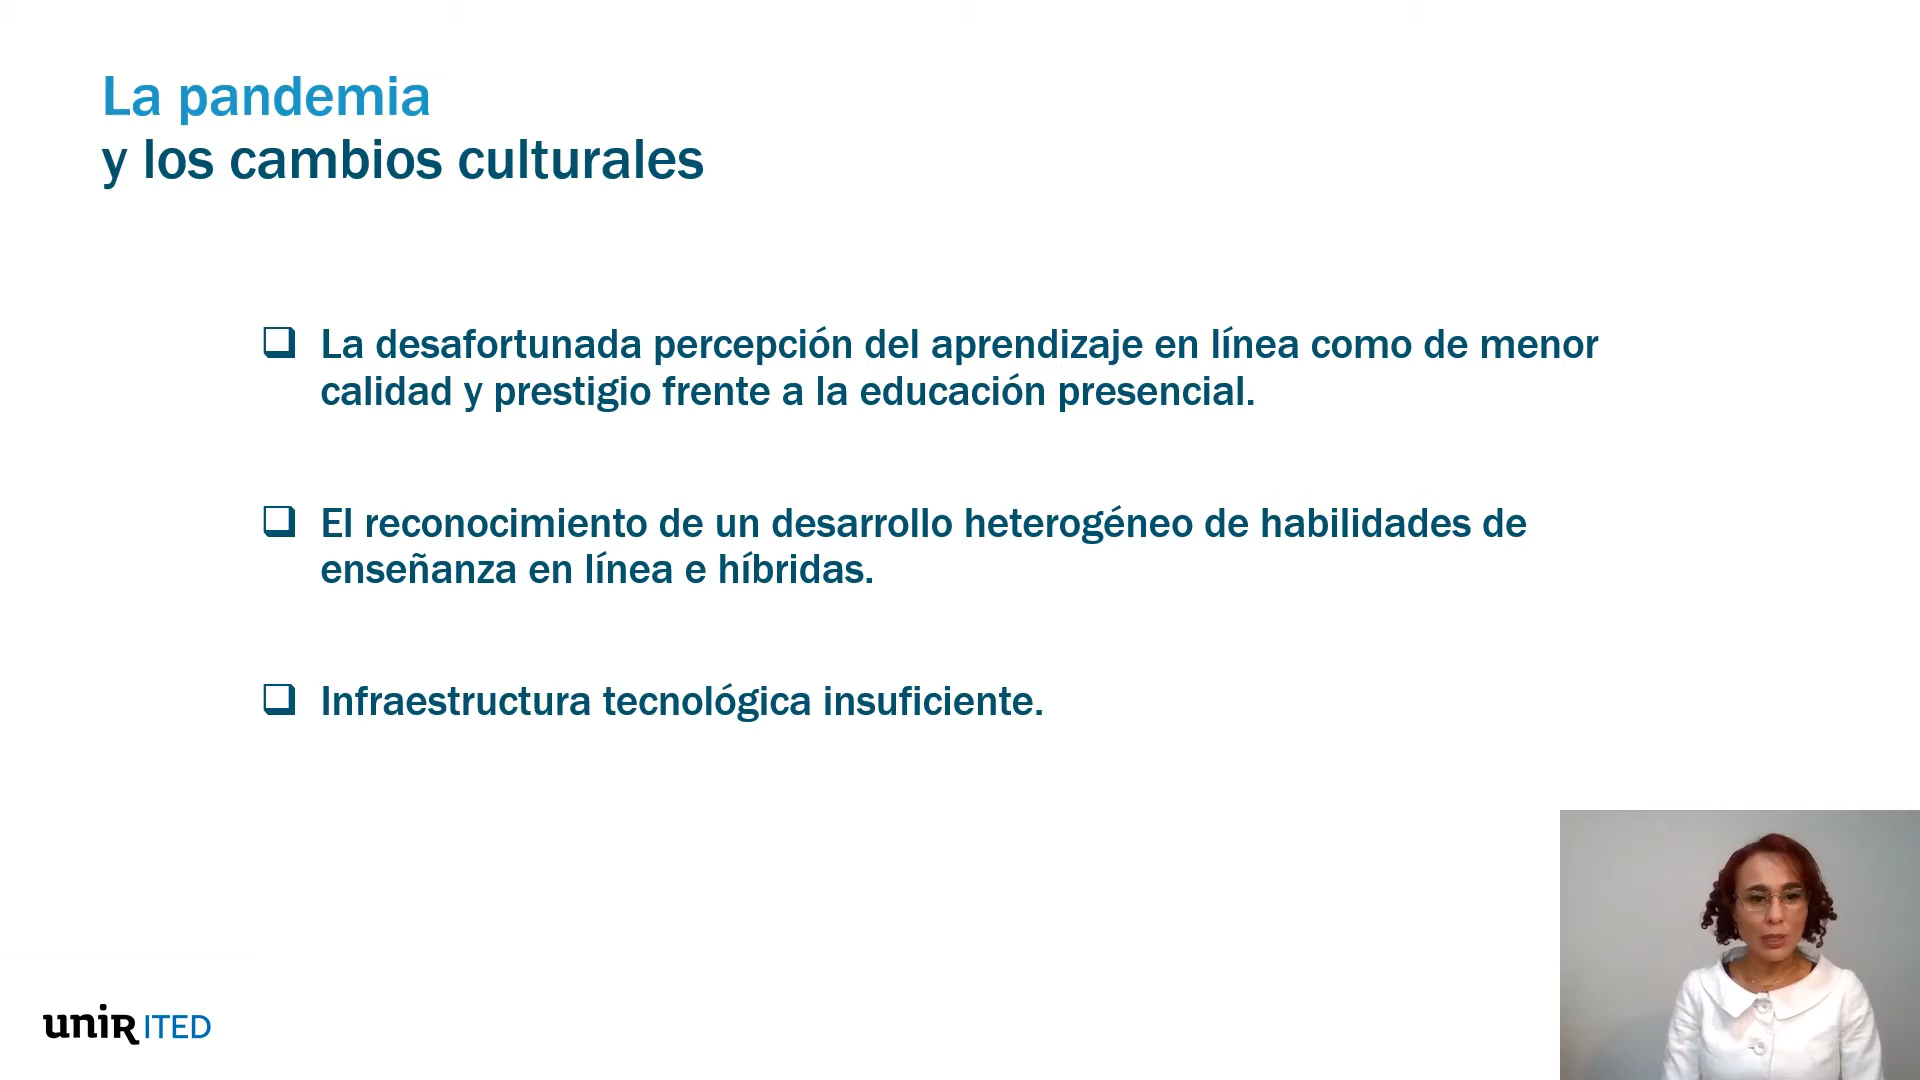 La pandemia
y los cambios culturales
❑ La desafortunada percepción del aprendizaje en línea como de menor
calidad y prestigio frente a la educación presencial.
❑ El reconocimiento de un desarrollo heterogéneo de habilidades de
enseñanza en línea e híbridas.
❑ Infraestructura tecnológica insuficiente.
unir ITED